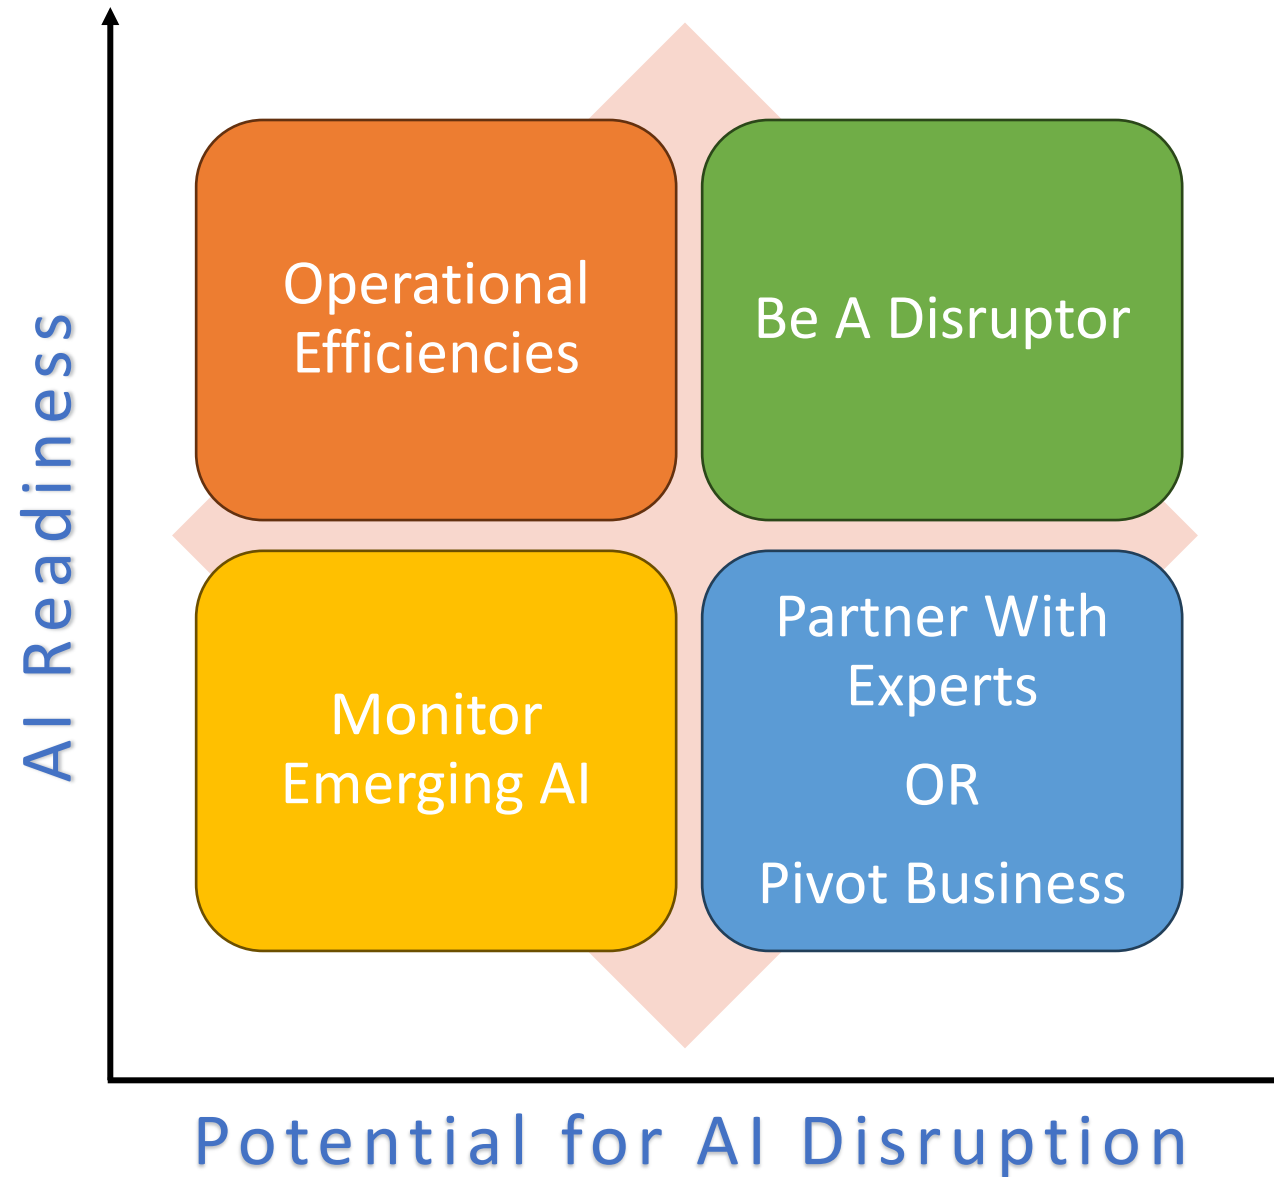 AI Readiness
Operational
Efficiencies
Be A Disruptor
Monitor
Emerging AI
Partner With
Experts
OR
Pivot Business
Potential for AI Disruption